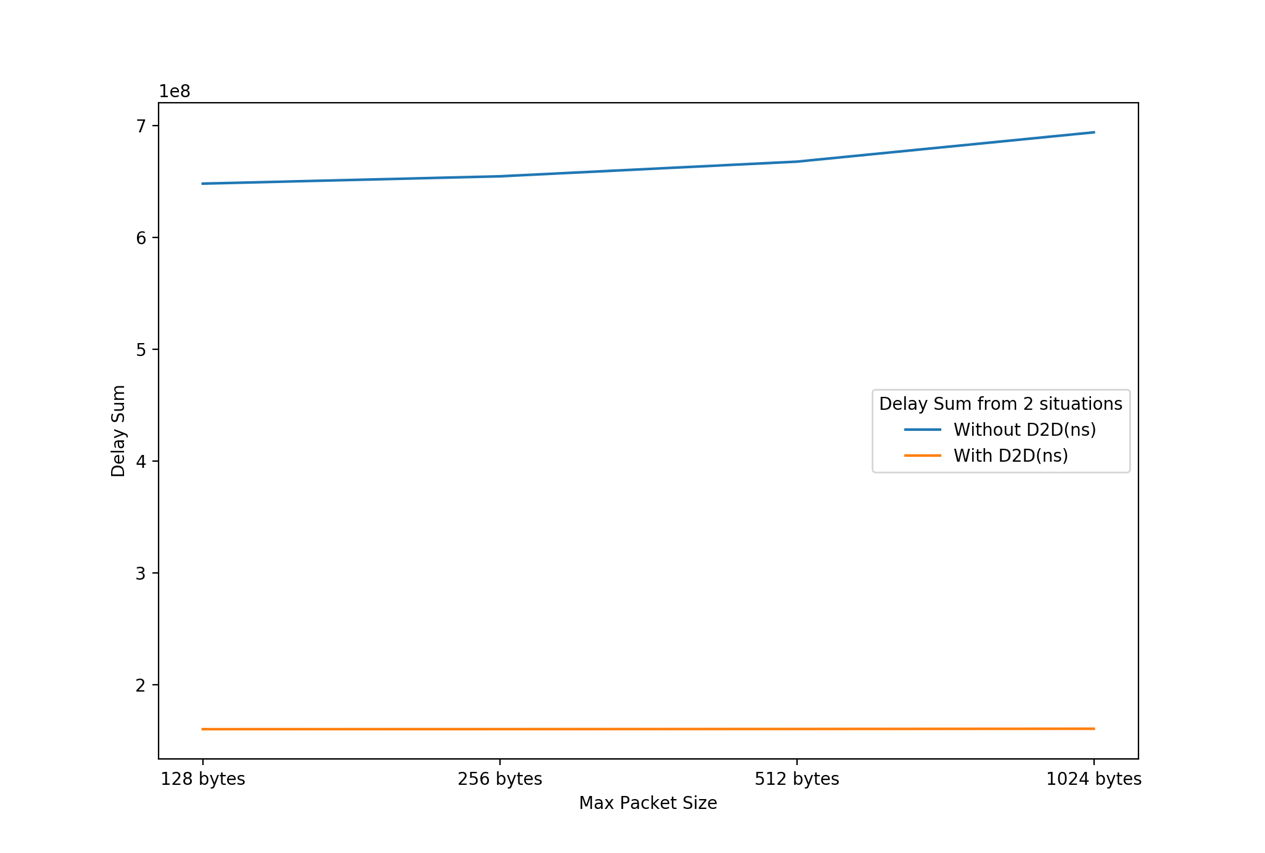 1e8
7
6
5
4
3
2
Delay Sum
Delay Sum from 2 situations
Without D2D(ns)
With D2D(ns)
128 bytes
256 bytes
512 bytes
1024 bytes
Max Packet Size